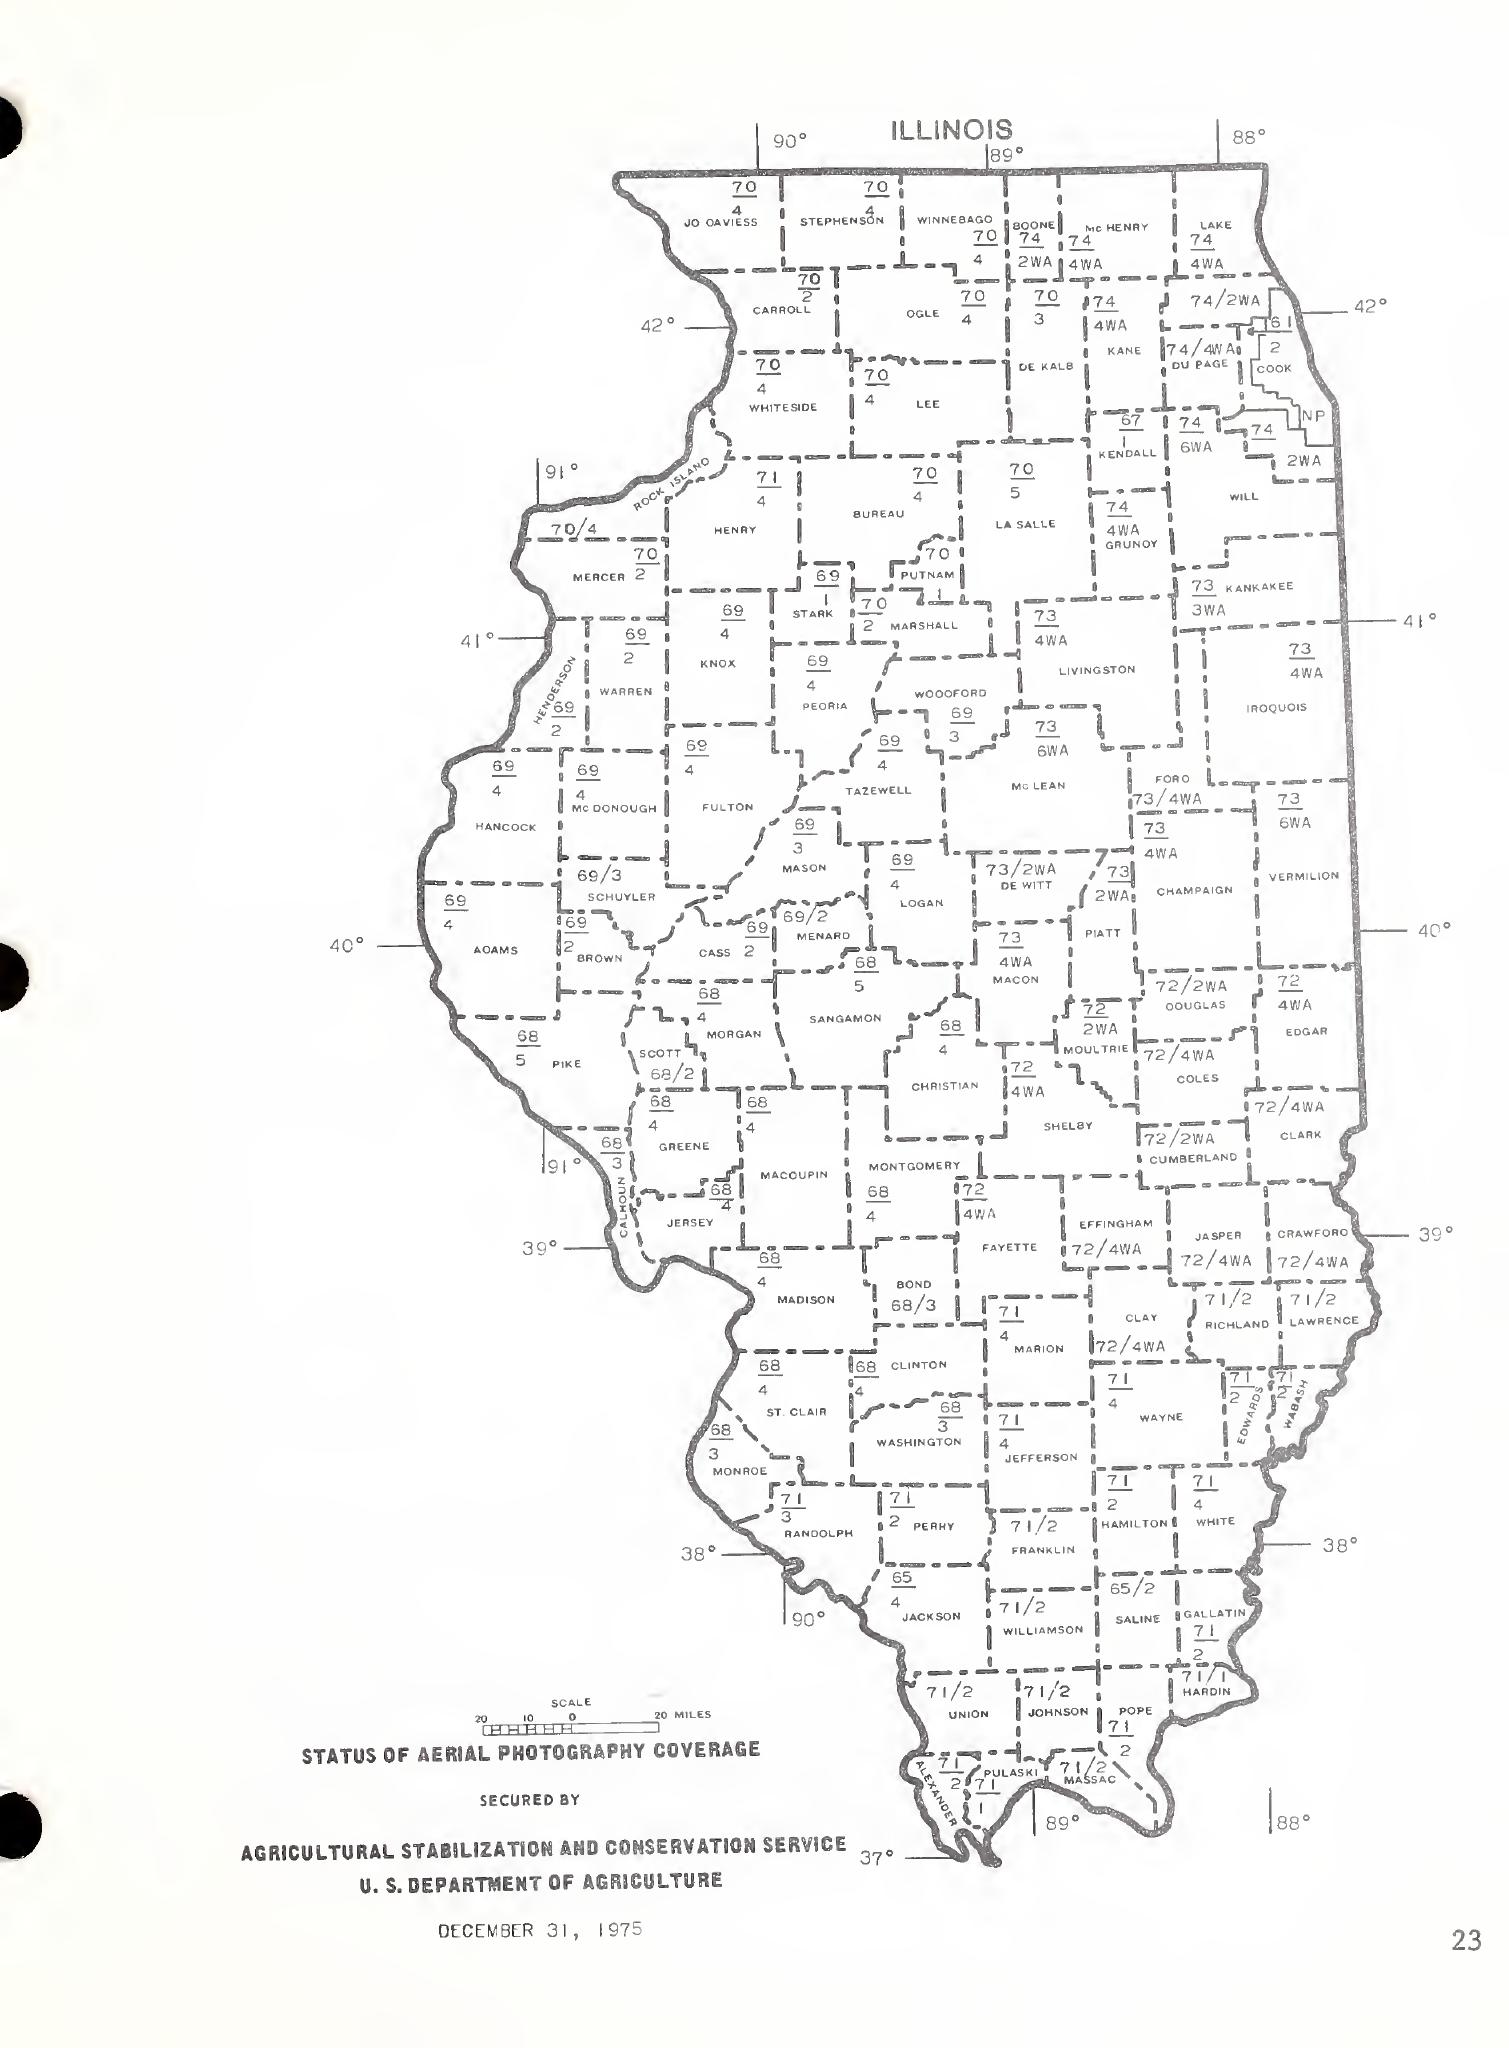 ILLINOIS
90°
89°
88°
70
4
JO DAVIESS
70
4
STEPHENSON
WINNEBAGO
70
4
BOONE
74
2WA
Mc HENRY
74
4WA
LAKE
74
4WA
70
2
CARROLL
OGLE
70
4
70
3
DE KALB
74
4WA
KANE
74/2WA
42°
42°
61
2
COOK
74/4WA
DU PAGE
70
4
WHITESIDE
70
4
LEE
NP
67
1
KENDALL
74
6WA
74
2WA
WILL
91°
ROCK ISLAND
70/4
71
4
HENRY
70
4
BUREAU
70
5
LA SALLE
74
4WA
GRUNDY
MERCER
70
2
69
1
STARK
70
PUTNAM
1
73
3WA
KANKAKEE
41°
41°
69
4
KNOX
70
2
MARSHALL
73
4WA
LIVINGSTON
HENDERSON
69
2
69
2
WARREN
69
4
PEORIA
WOODFORD
69
3
73
4WA
IROQUOIS
69
4
HANCOCK
69
4
Mc DONOUGH
69
4
FULTON
69
4
TAZEWELL
73
6WA
Mc LEAN
FORD
73/4WA
73
6WA
VERMILION
69
3
MASON
69
4
LOGAN
73/2WA
DE WITT
73
2WA
PIATT
73
4WA
CHAMPAIGN
69/3
SCHUYLER
69
4
ADAMS
69
2
BROWN
CASS
69
2
69/2
MENARD
40°
40°
73
4WA
MACON
68
5
SANGAMON
68
4
MORGAN
72/2WA
DOUGLAS
72
4WA
EDGAR
68
5
PIKE
SCOTT
68/2
68
4
CHRISTIAN
72
2WA
MOULTRIE
72/4WA
COLES
72
4WA
SHELBY
68
4
GREENE
68
4
MACOUPIN
72/4WA
CLARK
72/2WA
CUMBERLAND
91°
68
3
CALHOUN
68
4
JERSEY
MONTGOMERY
68
4
72
4WA
FAYETTE
EFFINGHAM
72/4WA
JASPER
72/4WA
CRAWFORD
72/4WA
39°
39°
68
4
MADISON
BOND
68/3
71
4
MARION
CLAY
72/4WA
71/2
RICHLAND
71/2
LAWRENCE
68
4
ST. CLAIR
68
4
CLINTON
68
3
WASHINGTON
71
4
JEFFERSON
71
4
WAYNE
71
2
EDWARDS
71
2
WABASH
68
3
MONROE
71
3
RANDOLPH
71
2
PERRY
71/2
FRANKLIN
71
2
HAMILTON
71
4
WHITE
38°
38°
90°
65
4
JACKSON
71/2
WILLIAMSON
65/2
SALINE
GALLATIN
71
2
71/2
UNION
71/2
JOHNSON
POPE
71
2
71/1
HARDIN
ALEXANDER
71
2
PULASKI
71
1
71/2
MASSAC
89°
88°
37°
SCALE
20 10 0 20 MILES
STATUS OF AERIAL PHOTOGRAPHY COVERAGE
SECURED BY
AGRICULTURAL STABILIZATION AND CONSERVATION SERVICE
U. S. DEPARTMENT OF AGRICULTURE
DECEMBER 31, 1975
23